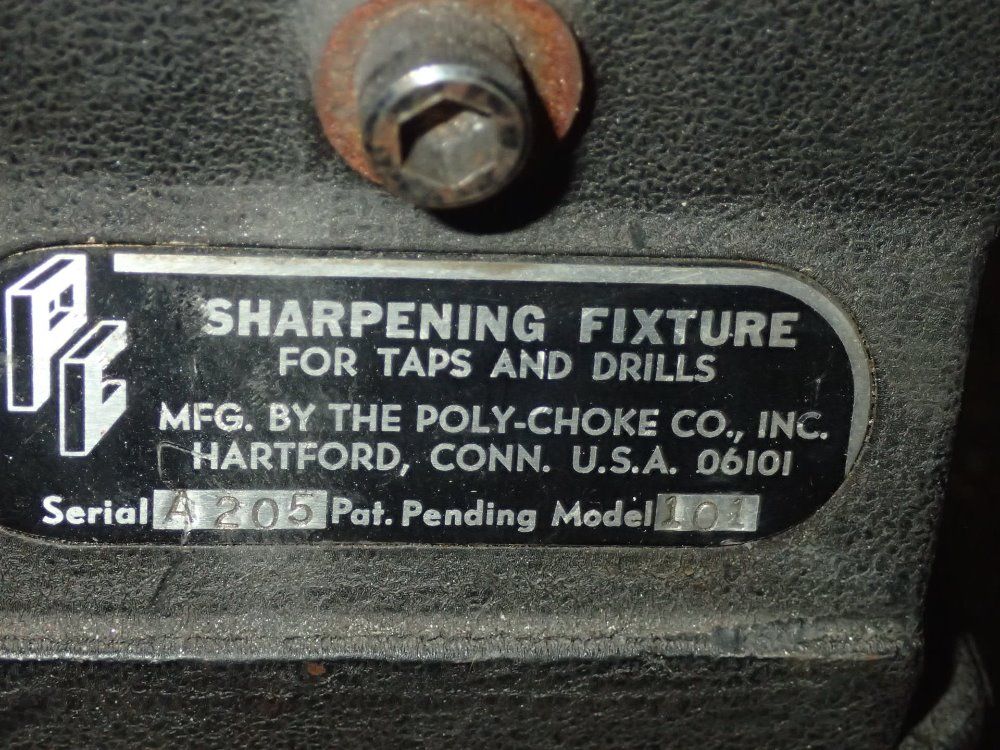 PC
SHARPENING FIXTURE
FOR TAPS AND DRILLS
MFG. BY THE POLY-CHOKE CO., INC.
HARTFORD, CONN. U.S.A. 06101
Serial A 205 Pat. Pending Model 101